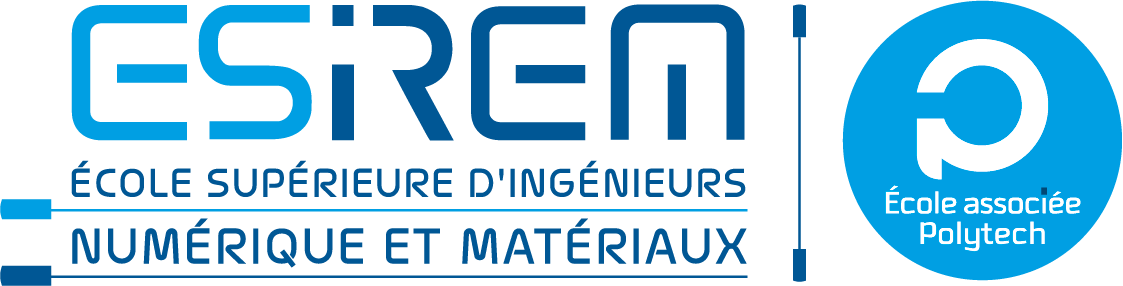 ESIREM
ÉCOLE SUPÉRIEURE D'INGÉNIEURS
NUMÉRIQUE ET MATÉRIAUX
École associée
Polytech